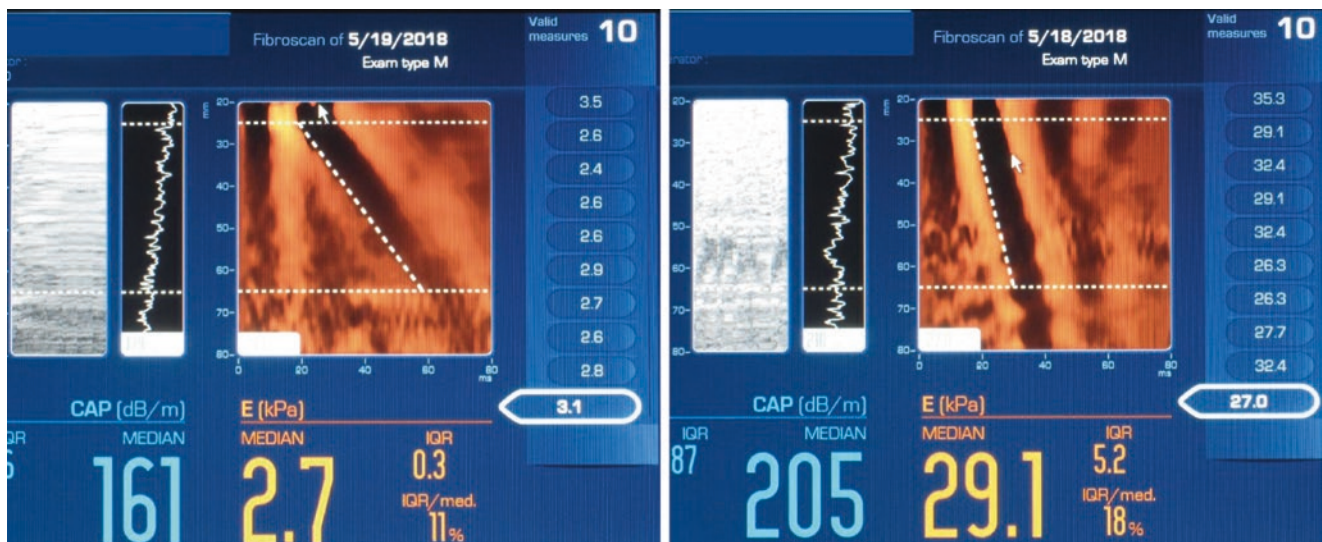 Fibroscan of 5/19/2018
Exam type M
Valid measures 10
mm
20
30
40
50
60
70
80
0 20 40 60 80
ms
3.5
2.6
2.4
2.6
2.6
2.9
2.7
2.6
2.8
3.1
CAP (dB/m)
MEDIAN
161
E (kPa)
MEDIAN
2.7
IQR
0.3
IQR/med.
11%
Fibroscan of 5/18/2018
Exam type M
Valid measures 10
mm
20
30
40
50
60
70
80
0 20 40 60 80
ms
35.3
29.1
32.4
29.1
32.4
26.3
26.3
27.7
32.4
27.0
CAP (dB/m)
IQR
87
MEDIAN
205
E (kPa)
MEDIAN
29.1
IQR
5.2
IQR/med.
18%